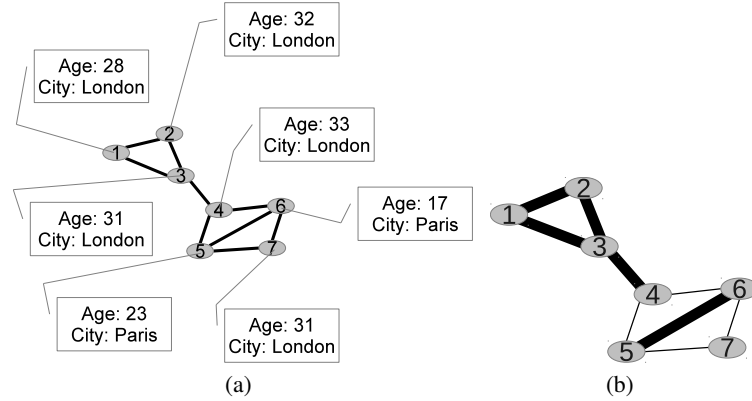 Age: 32
City: London
Age: 28
City: London
Age: 33
City: London
2
1
3
Age: 17
City: Paris
4
6
Age: 31
City: London
5
7
Age: 23
City: Paris
Age: 31
City: London
(a)
2
1
3
4
6
5
7
(b)